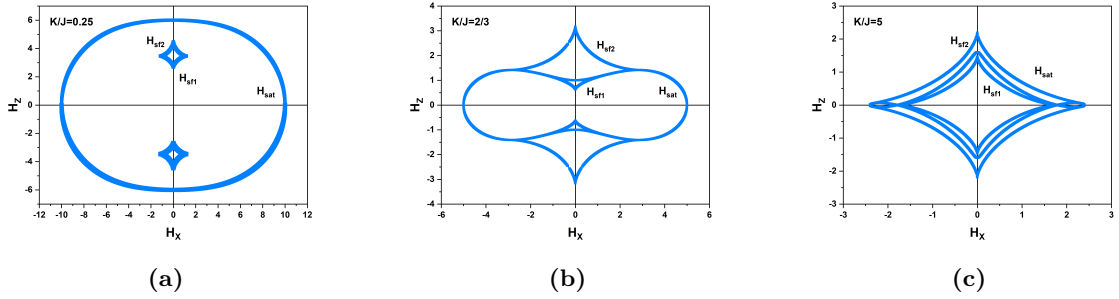 K/J=0.25
H_sf2
H_sf1
H_sat
H_Z
6
4
2
0
-2
-4
-6
-12 -10 -8 -6 -4 -2 0 2 4 6 8 10 12
H_X
(a)
K/J=2/3
H_sf2
H_sf1
H_sat
H_Z
4
3
2
1
0
-1
-2
-3
-4
-6 -4 -2 0 2 4 6
H_X
(b)
K/J=5
H_sf2
H_sat
H_sf1
H_Z
3
2
1
0
-1
-2
-3
-3 -2 -1 0 1 2 3
H_X
(c)